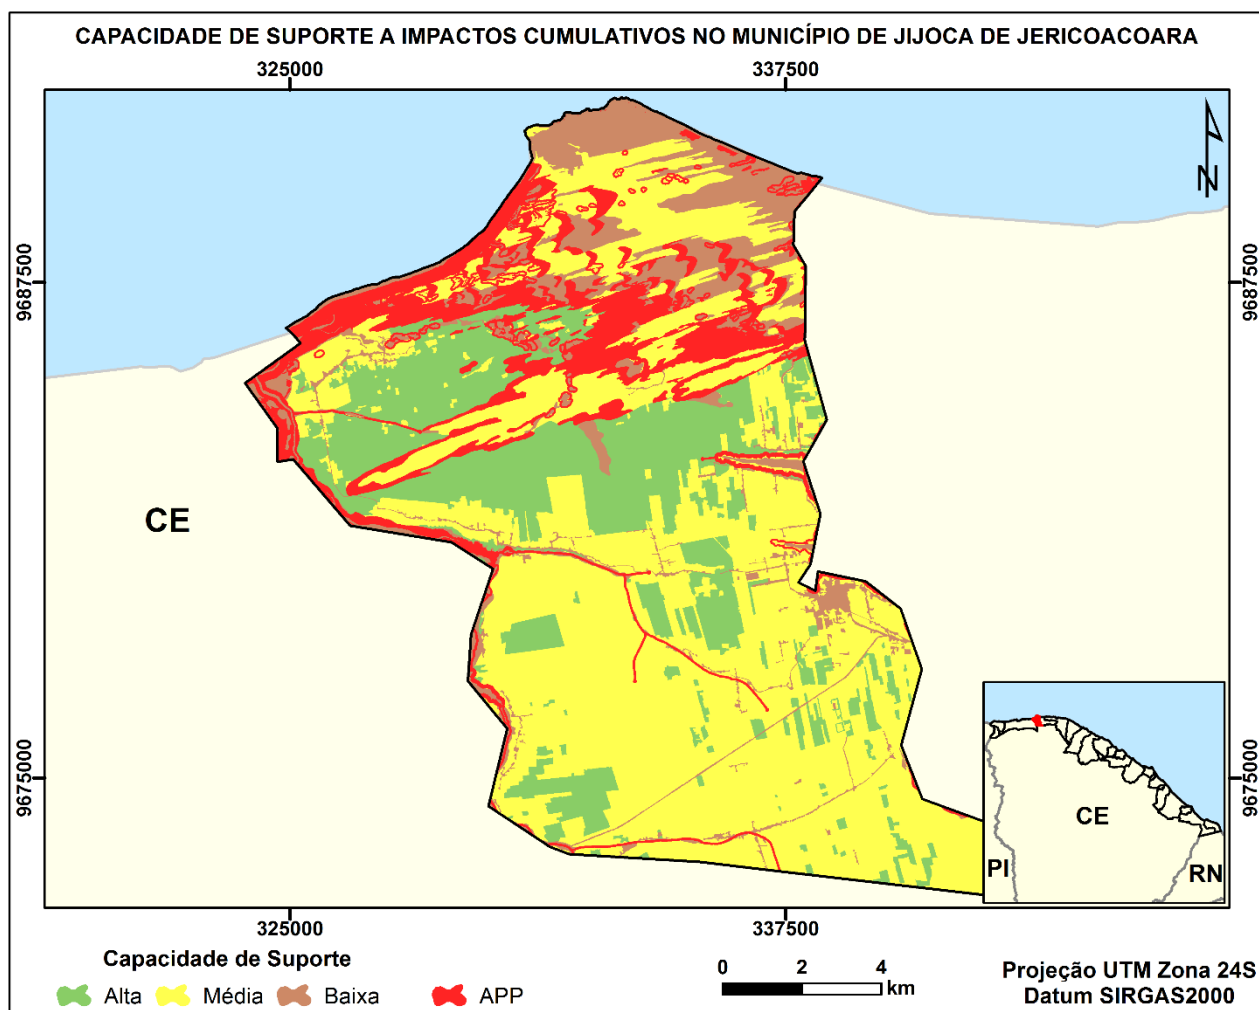 CAPACIDADE DE SUPORTE A IMPACTOS CUMULATIVOS NO MUNICÍPIO DE JIJOCA DE JERICOACOARA
325000 337500
N
9687500 9687500
CE
9675000 9675000
CE
PI
RN
325000 337500
Capacidade de Suporte
Alta Média Baixa APP
0 2 4
km
Projeção UTM Zona 24S
Datum SIRGAS2000